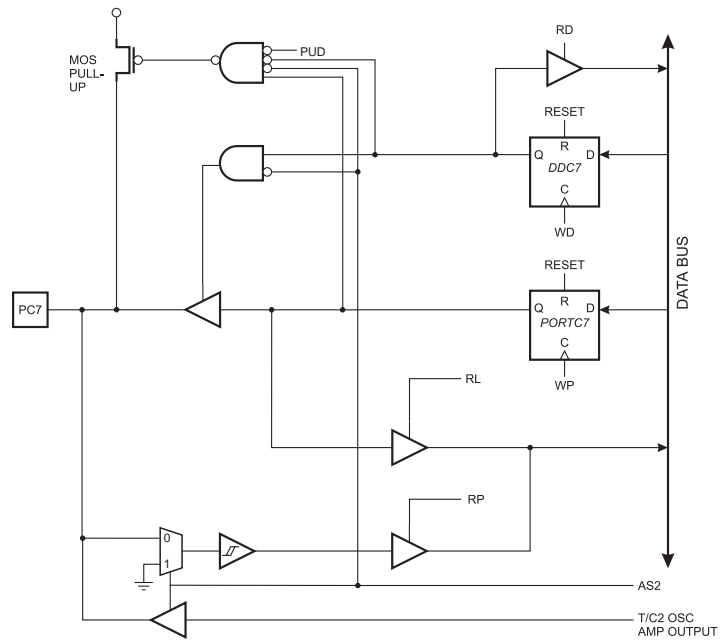 RD
MOS
PULL-
UP
PUD
RESET
R
Q
D
DDC7
C
WD
DATA BUS
RESET
R
PC7
Q
D
PORTC7
C
WP
RL
RP
0
1
AS2
T/C2 OSC
AMP OUTPUT